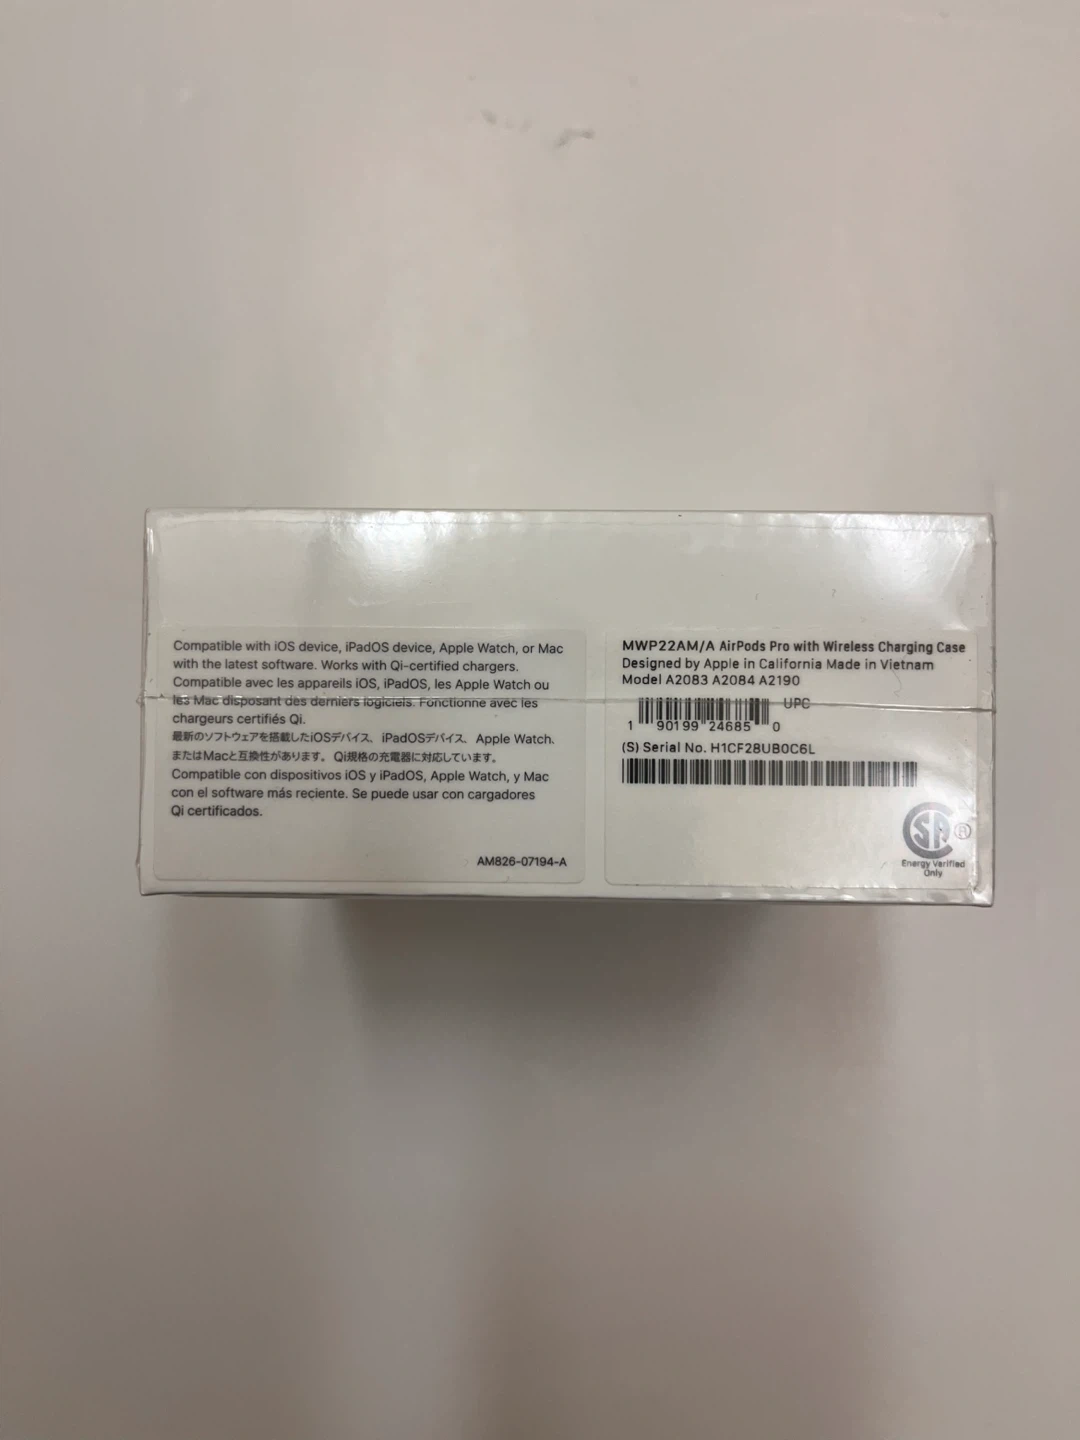 Compatible with iOS device, iPadOS device, Apple Watch, or Mac
with the latest software. Works with Qi-certified chargers.
Compatible avec les appareils iOS, iPadOS, les Apple Watch ou
les Mac disposant des derniers logiciels. Fonctionne avec les
chargeurs certifiés Qi.
最新のソフトウェアを搭載したiOSデバイス、iPadOSデバイス、Apple Watch、
またはMacと互換性があります。Qi規格の充電器に対応しています。
Compatible con dispositivos iOS y iPadOS, Apple Watch, y Mac
con el software más reciente. Se puede usar con cargadores
Qi certificados.
AM826-07194-A
MWP22AM/A AirPods Pro with Wireless Charging Case
Designed by Apple in California Made in Vietnam
Model A2083 A2084 A2190
UPC
1 90199 24685 0
(S) Serial No. H1CF28UB0C6L
SA ®
Energy Verified
Only